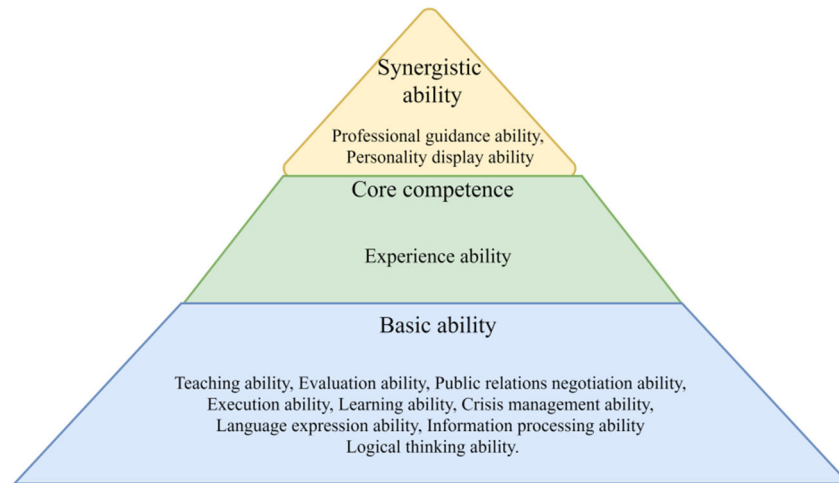 Synergistic
ability
Professional guidance ability,
Personality display ability
Core competence
Experience ability
Basic ability
Teaching ability, Evaluation ability, Public relations negotiation ability,
Execution ability, Learning ability, Crisis management ability,
Language expression ability, Information processing ability
Logical thinking ability.